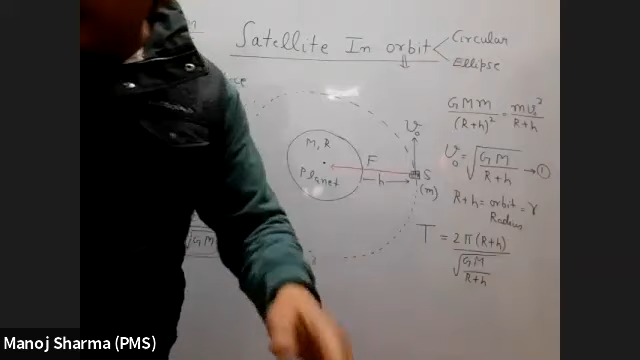 Satellite In orbit
Circular
Ellipse
M, R
Planet
F
h
S
(m)
V₀
GMm/(R+h)² = mv₀²/(R+h)
V₀ = √(GM/(R+h)) → ①
R+h = orbit Radius = r
T = 2π(R+h)/√(GM/(R+h))
√GM
Manoj Sharma (PMS)